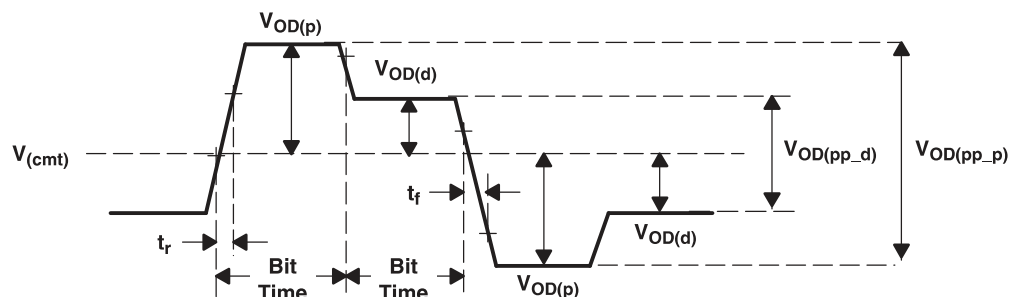 VOD(p)
VOD(d)
V(cmt)
VOD(pp_d)
VOD(pp_p)
tf
tr
VOD(d)
Bit
Time
Bit
Time
VOD(p)